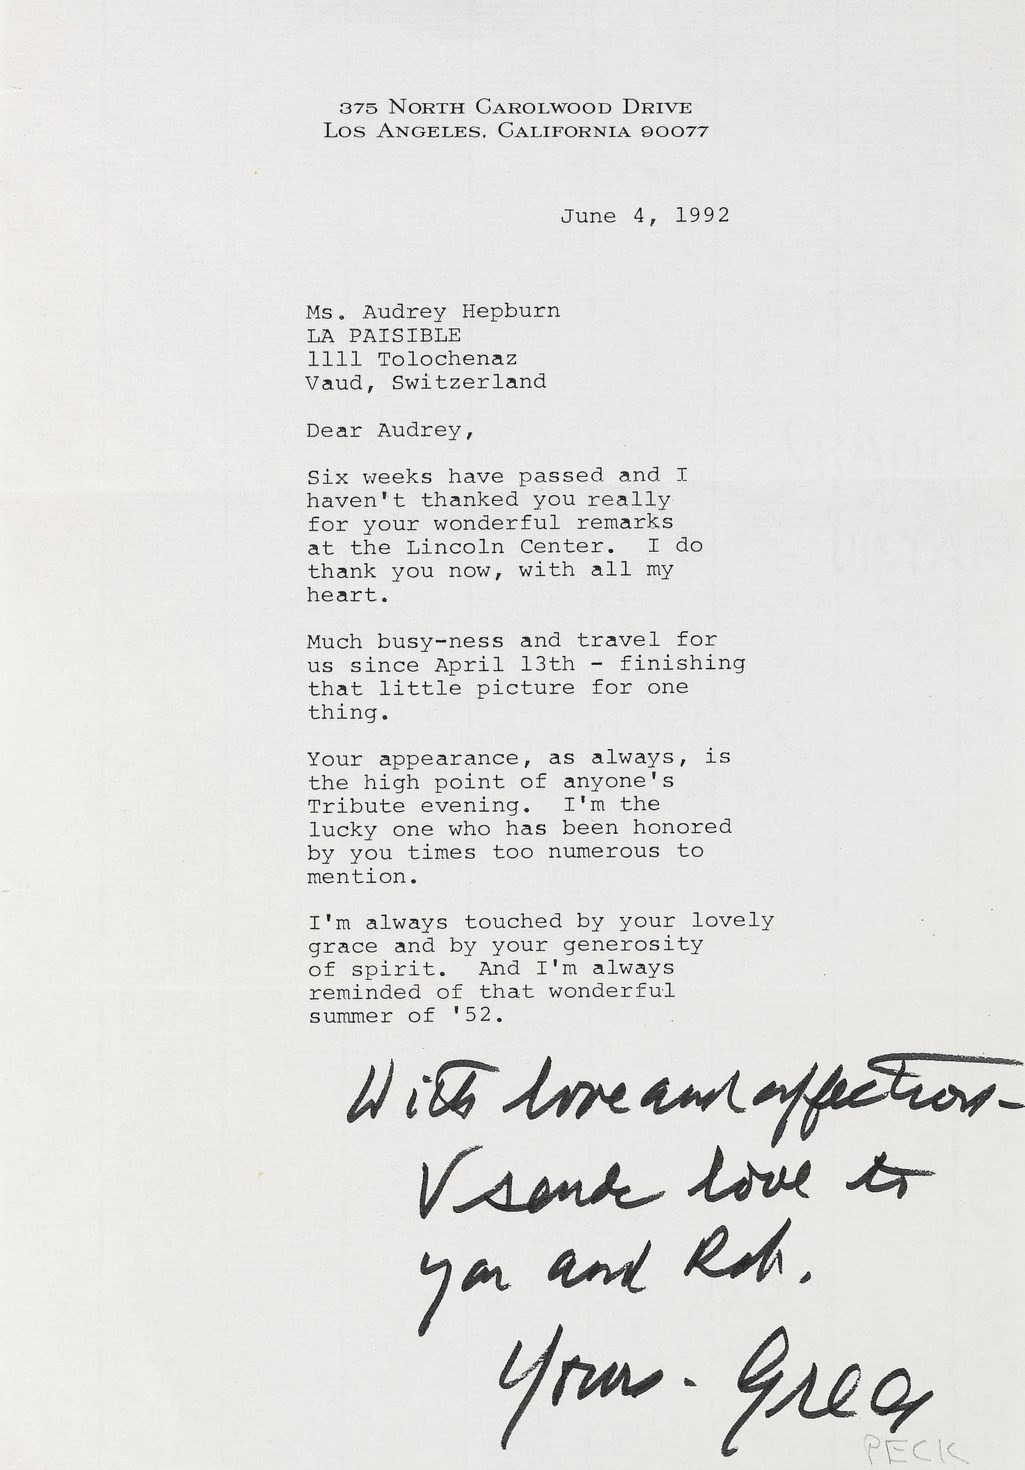 375 North Carolwood Drive
Los Angeles, California 90077
June 4, 1992
Ms. Audrey Hepburn
LA PAISIBLE
1111 Tolochenaz
Vaud, Switzerland
Dear Audrey,
Six weeks have passed and I
haven't thanked you really
for your wonderful remarks
at the Lincoln Center.  I do
thank you now, with all my
heart.
Much busy-ness and travel for
us since April 13th - finishing
that little picture for one
thing.
Your appearance, as always, is
the high point of anyone's
Tribute evening.  I'm the
lucky one who has been honored
by you times too numerous to
mention.
I'm always touched by your lovely
grace and by your generosity
of spirit.  And I'm always
reminded of that wonderful
summer of '52.
With love and affection-
V sends love to
you and Rob.
Yours - Greg
PECK